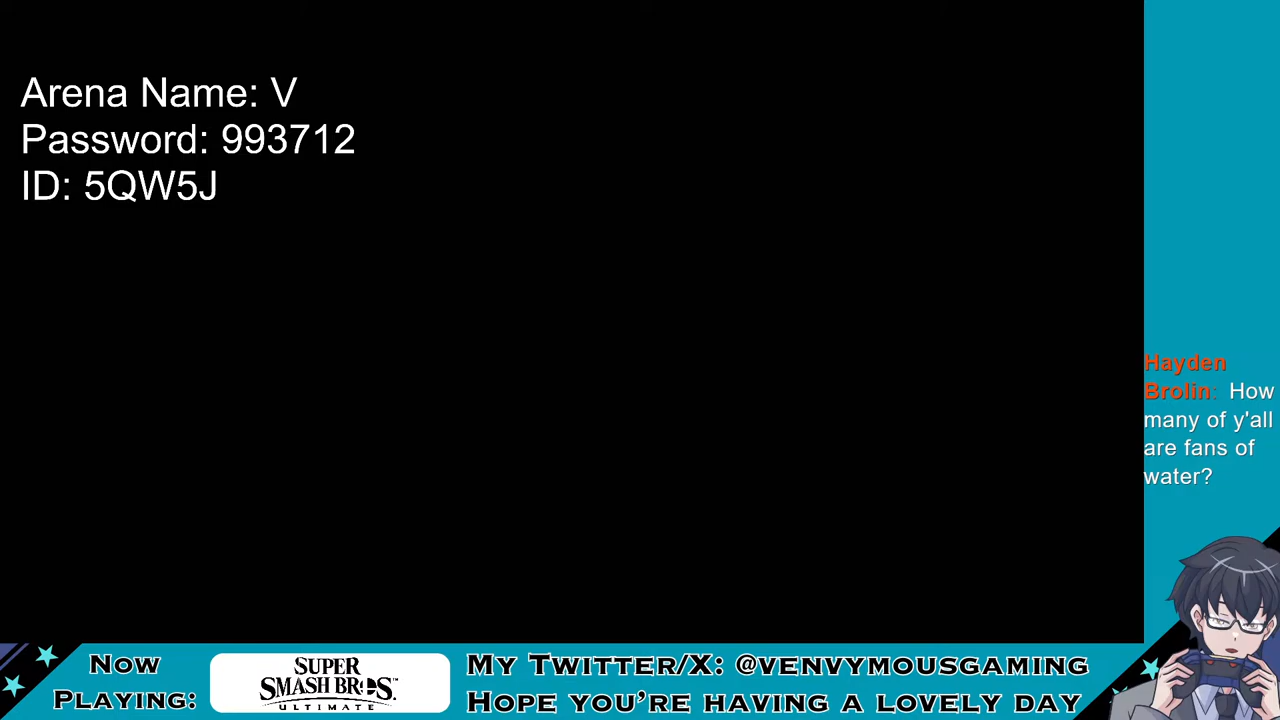 Arena Name: V
Password: 993712
ID: 5QW5J
Hayden
Brolin: How
many of y'all
are fans of
water?
Now
Playing:
SUPER
SMASH BROS.™
ULTIMATE
My Twitter/X: @venvymousgaming
Hope you're having a lovely day